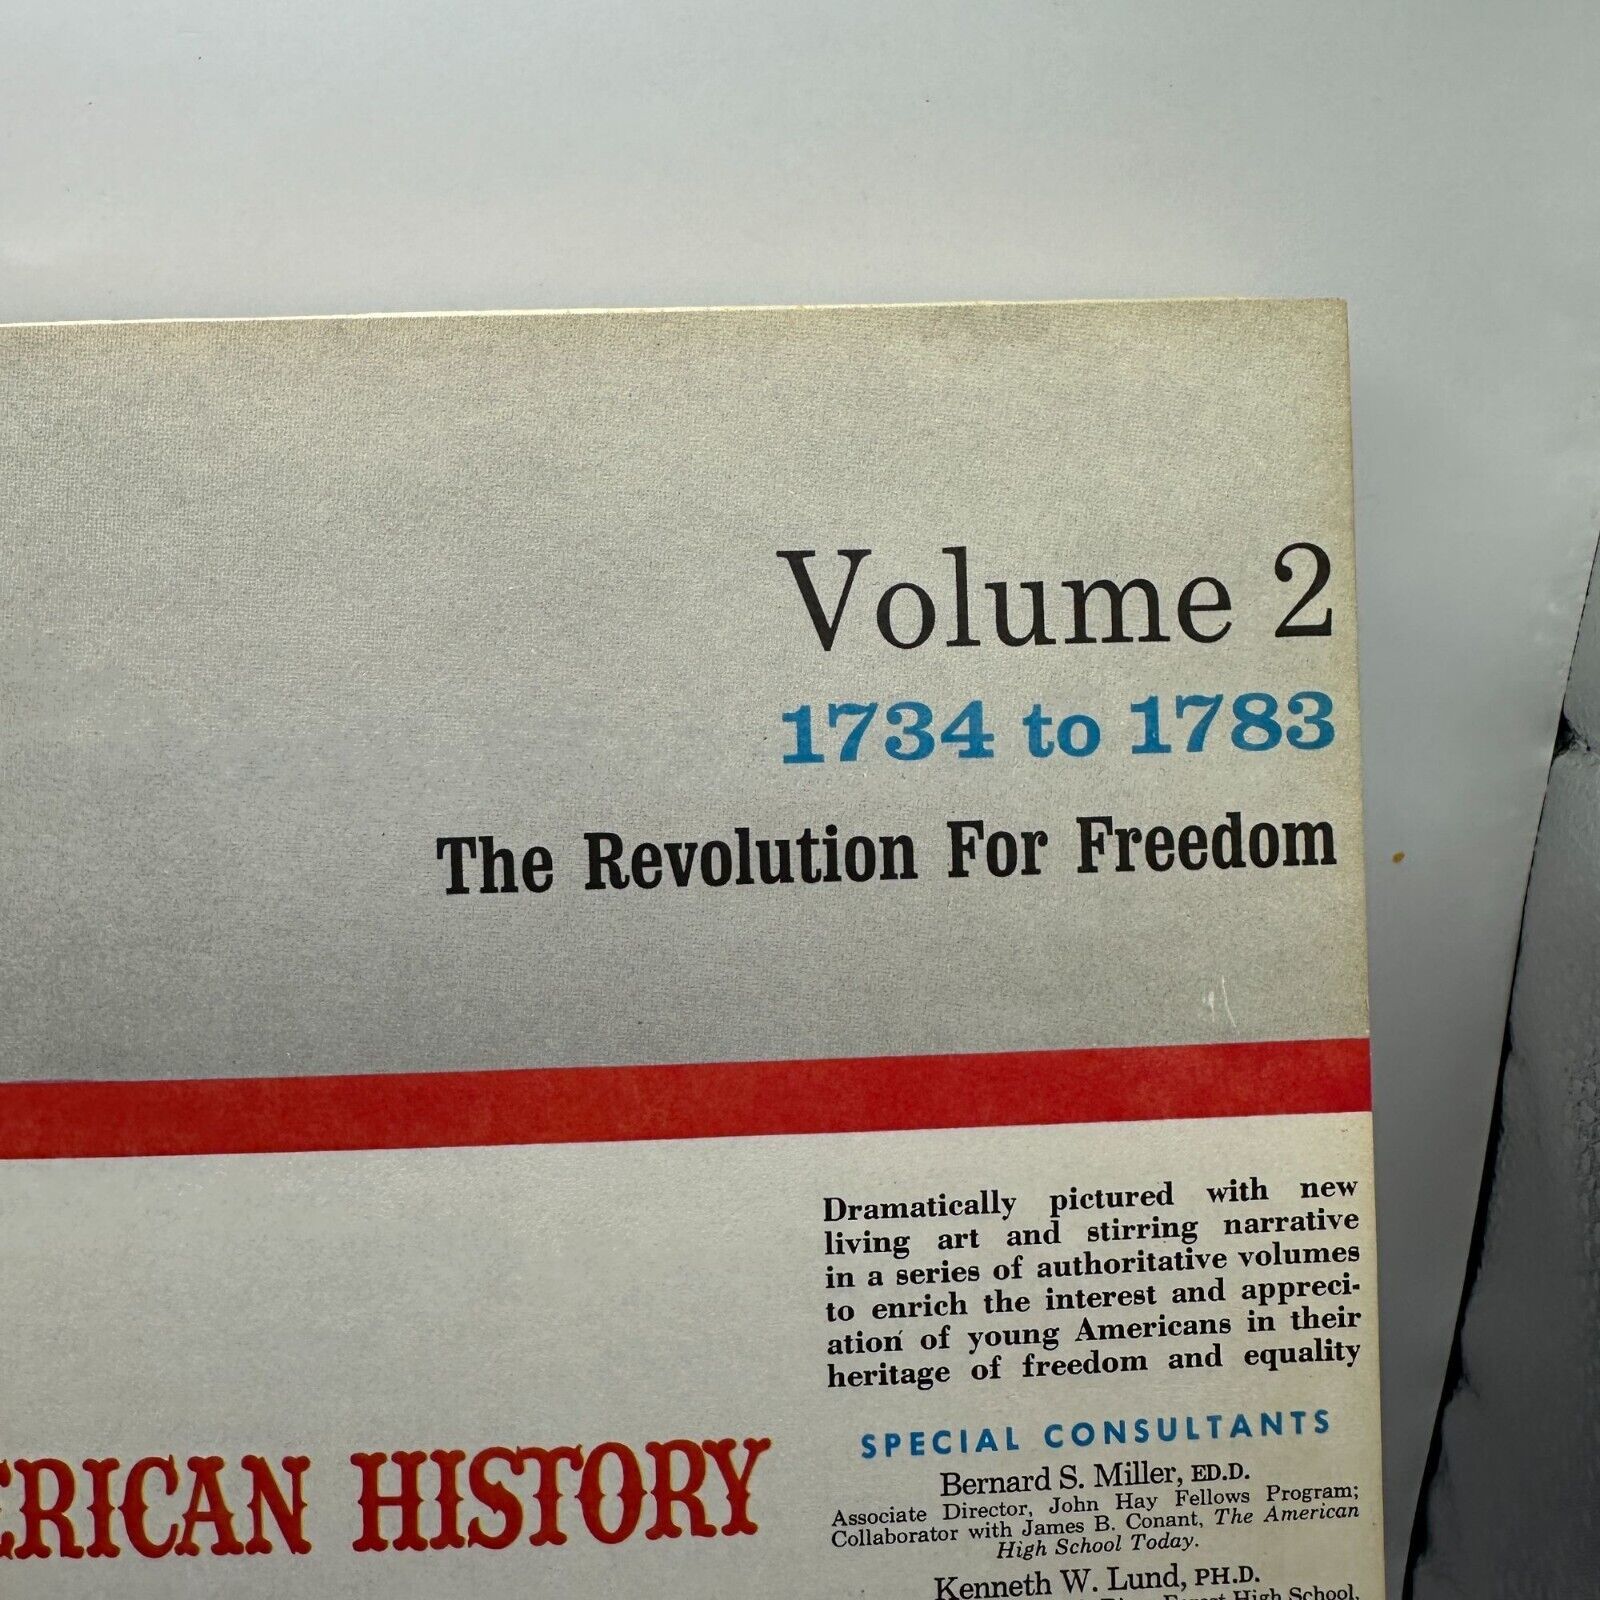 Volume 2
1734 to 1783
The Revolution For Freedom
Dramatically pictured with new
living art and stirring narrative
in a series of authoritative volumes
to enrich the interest and appreci-
ation of young Americans in their
heritage of freedom and equality
ERICAN HISTORY
SPECIAL CONSULTANTS
Bernard S. Miller, ED.D.
Associate Director, John Hay Fellows Program;
Collaborator with James B. Conant, The American
High School Today.
Kenneth W. Lund, PH.D.
Forest High School,